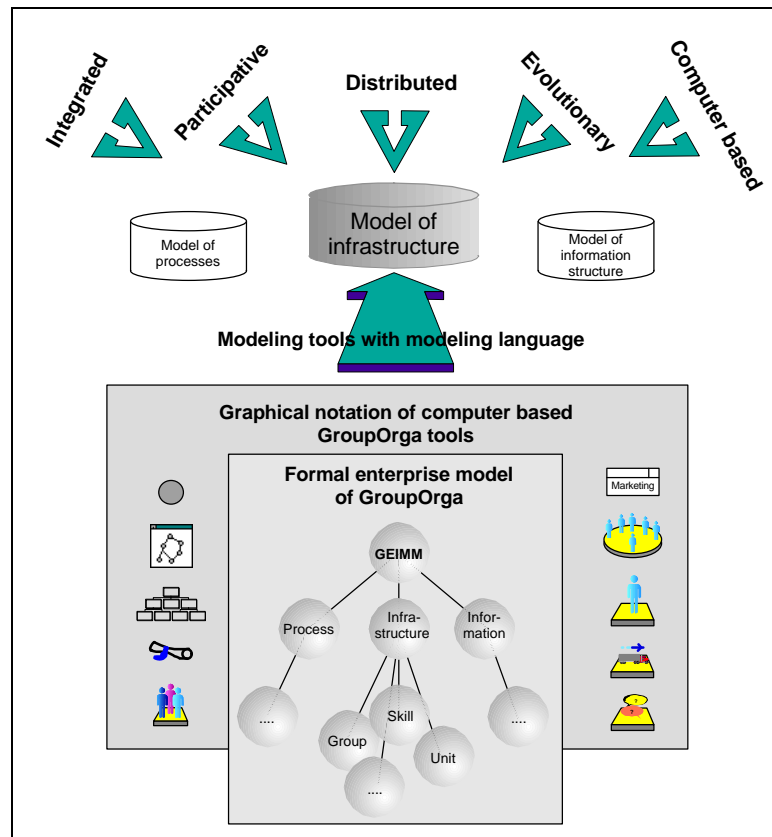 Integrated
Participative
Distributed
Evolutionary
Computer based
Model of
infrastructure
Model of
processes
Model of
information
structure
Modeling tools with modeling language
Graphical notation of computer based
GroupOrga tools
Formal enterprise model
of GroupOrga
Marketing
GEIMM
Process
Infra-
structure
Infor-
mation
....
Skill
....
Group
Unit
....
? 
?